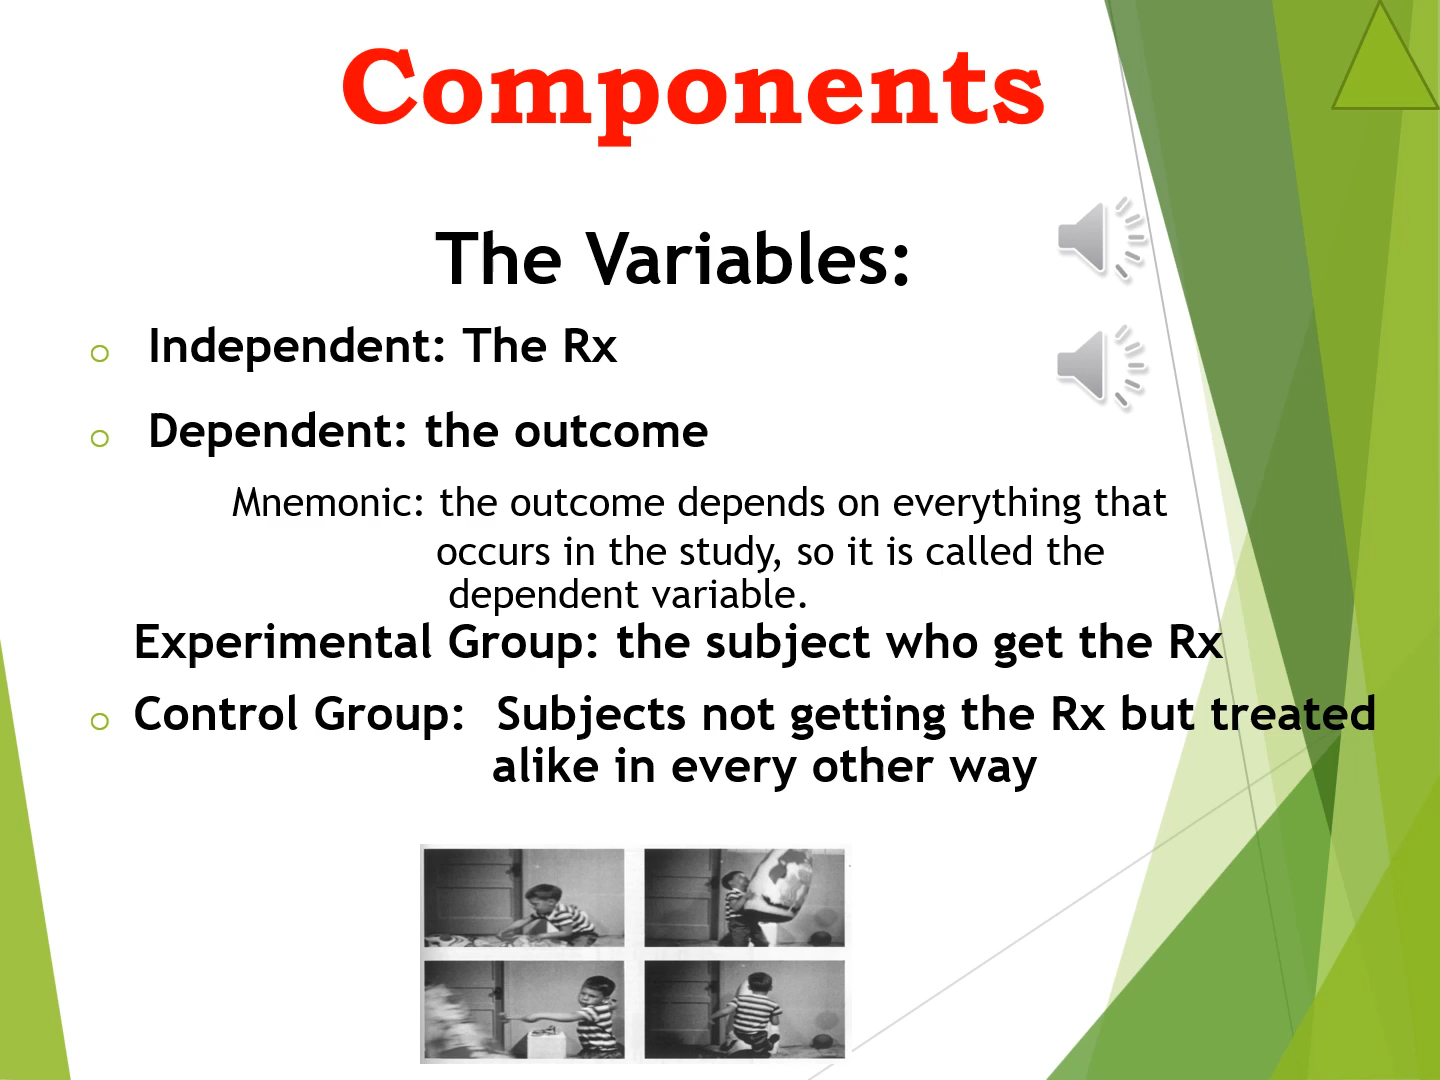 Components
The Variables:
Independent: The Rx
Dependent: the outcome
Mnemonic: the outcome depends on everything that
occurs in the study, so it is called the
dependent variable.
Experimental Group: the subject who get the Rx
Control Group: Subjects not getting the Rx but treated
alike in every other way